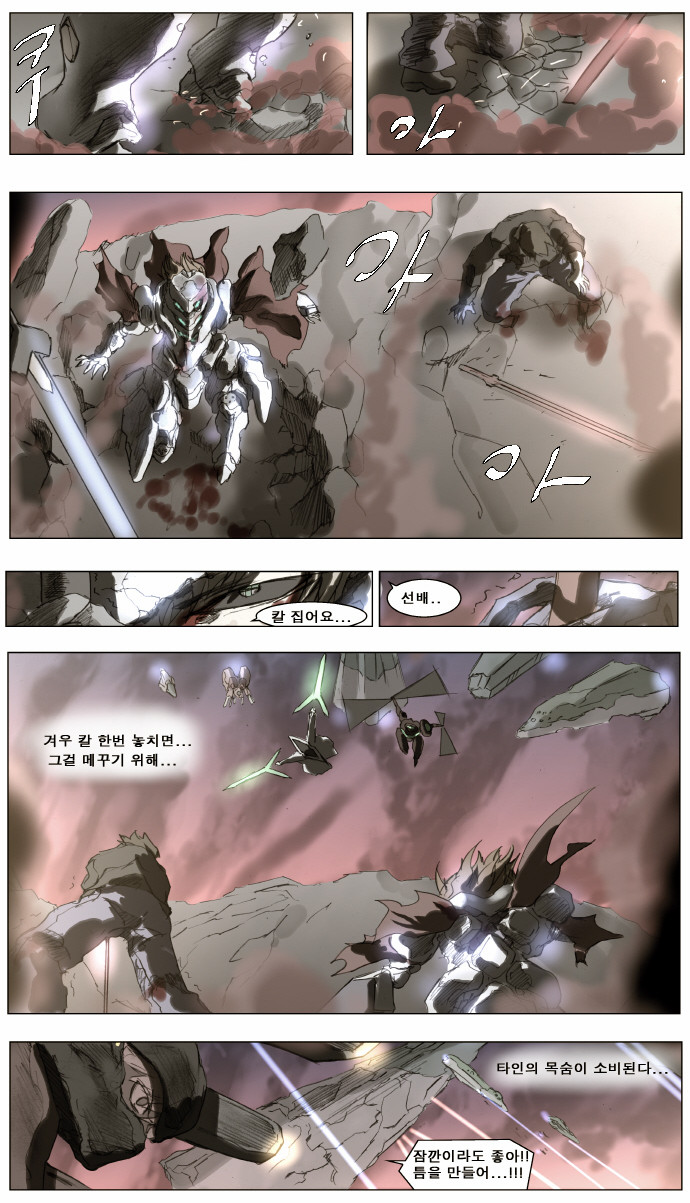 쿠
아
아
아
칼 집어요...
선배..
겨우 칼 한번 놓치면...
그걸 메꾸기 위해...
타인의 목숨이 소비된다...
잠깐이라도 좋아!!
틈을 만들어...!!!